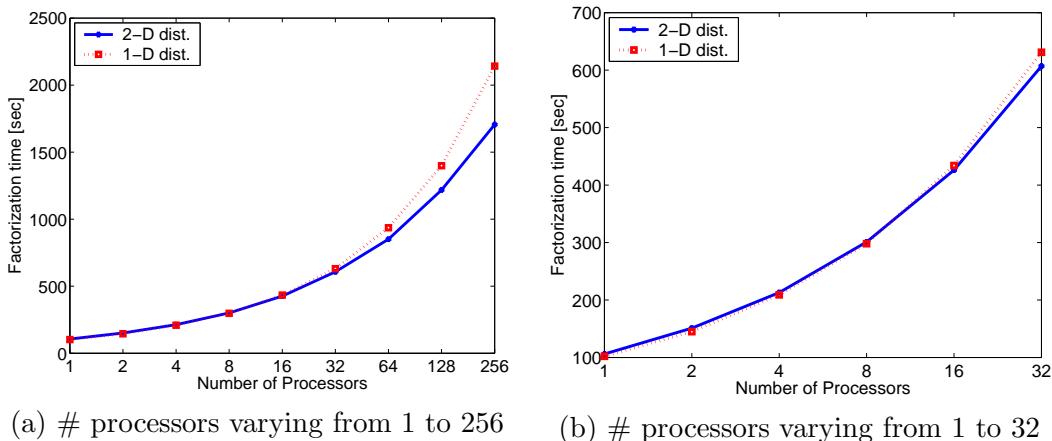 2500
2000
1500
1000
500
0
Factorization time [sec]
2-D dist.
1-D dist.
1 2 4 8 16 32 64 128 256
Number of Processors
(a) # processors varying from 1 to 256
700
600
500
400
300
200
100
Factorization time [sec]
2-D dist.
1-D dist.
1 2 4 8 16 32
Number of Processors
(b) # processors varying from 1 to 32